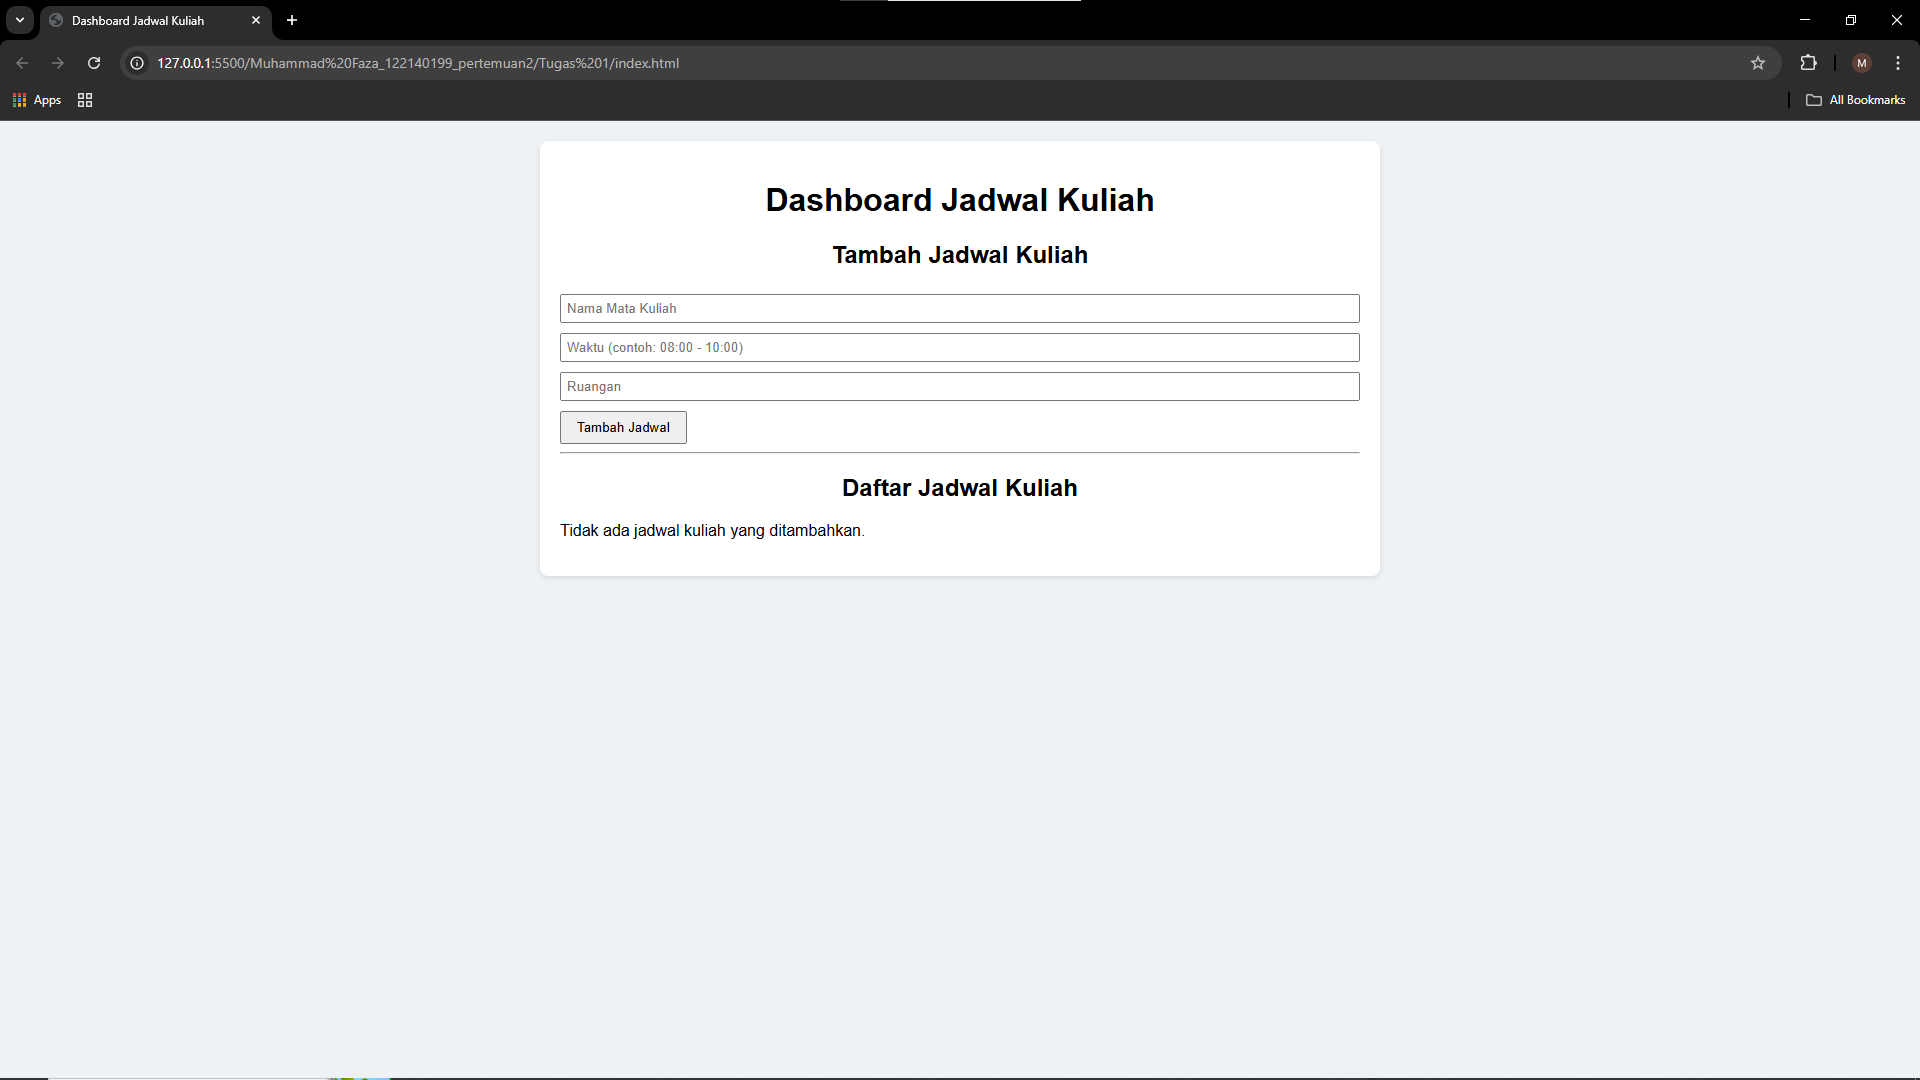 Dashboard Jadwal Kuliah
127.0.0.1:5500/Muhammad%20Faza_122140199_pertemuan2/Tugas%201/index.html
M
Apps
All Bookmarks
Dashboard Jadwal Kuliah
Tambah Jadwal Kuliah
Nama Mata Kuliah
Waktu (contoh: 08:00 - 10:00)
Ruangan
Tambah Jadwal
Daftar Jadwal Kuliah
Tidak ada jadwal kuliah yang ditambahkan.